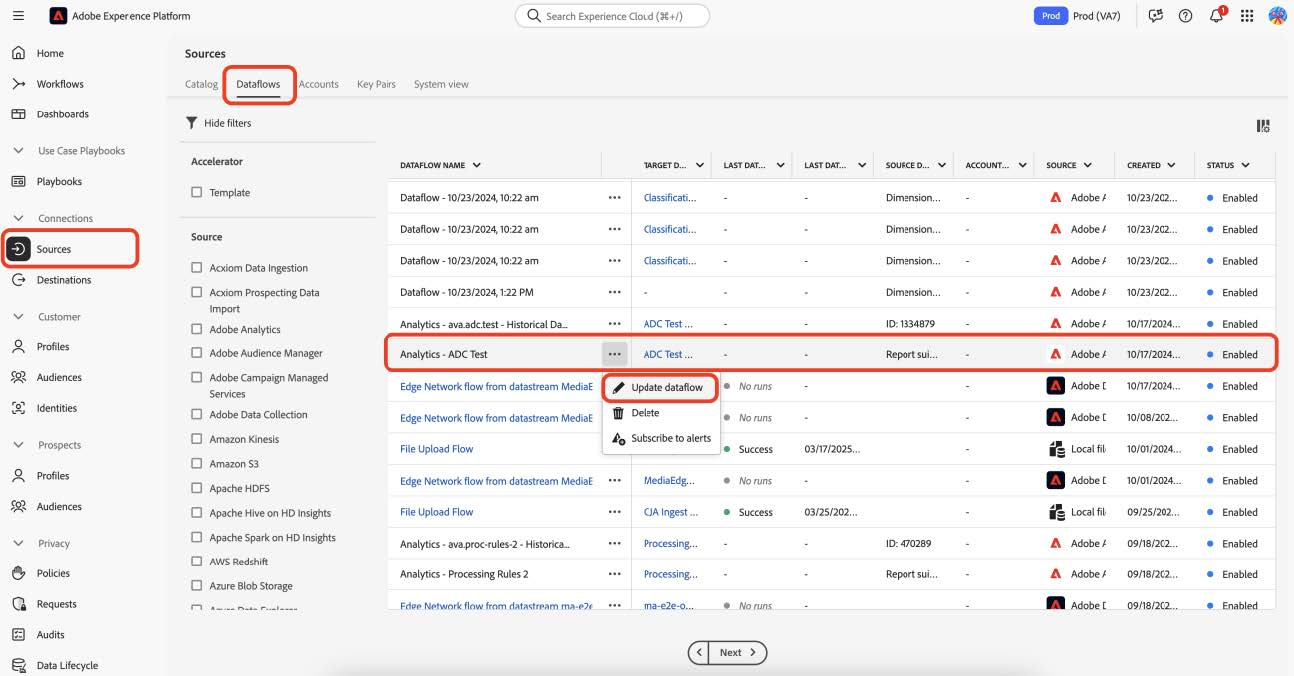 Adobe Experience Platform
Search Experience Cloud (⌘+/)
Prod
Prod (VA7)
1
Home
Workflows
Dashboards
Use Case Playbooks
Playbooks
Connections
Sources
Destinations
Customer
Profiles
Audiences
Identities
Prospects
Profiles
Audiences
Privacy
Policies
Requests
Audits
Data Lifecycle
Sources
Catalog Dataflows Accounts Key Pairs System view
Hide filters
Accelerator
Template
Source
Acxiom Data Ingestion
Acxiom Prospecting Data
Import
Adobe Analytics
Adobe Audience Manager
Adobe Campaign Managed
Services
Adobe Data Collection
Amazon Kinesis
Amazon S3
Apache HDFS
Apache Hive on HD Insights
Apache Spark on HD Insights
AWS Redshift
Azure Blob Storage
Azure Data Explorer
DATAFLOW NAME TARGET D... LAST DAT... LAST DAT... SOURCE D... ACCOUNT... SOURCE CREATED STATUS
Dataflow - 10/23/2024, 10:22 am ••• Classificati... - - Dimension... - Adobe A 10/23/202... Enabled
Dataflow - 10/23/2024, 10:22 am ••• Classificati... - - Dimension... - Adobe A 10/23/202... Enabled
Dataflow - 10/23/2024, 10:22 am ••• Classificati... - - Dimension... - Adobe A 10/23/202... Enabled
Dataflow - 10/23/2024, 1:22 PM ••• - - - Dimension... - Adobe A 10/23/202... Enabled
Analytics - ava.adc.test - Historical Da... ••• ADC Test ... - - ID: 1334879 - Adobe A 10/17/2024... Enabled
Analytics - ADC Test ••• ADC Test ... - - Report sui... - Adobe A 10/17/2024... Enabled
Edge Network flow from datastream MediaE No runs - - Adobe D 10/17/2024... Enabled
Edge Network flow from datastream MediaE No runs - - Adobe D 10/08/202... Enabled
File Upload Flow Success 03/17/2025... - Local fil 10/01/2024... Enabled
Update dataflow
Delete
Subscribe to alerts
Edge Network flow from datastream MediaE ••• MediaEdg... No runs - - Adobe D 10/01/2024... Enabled
File Upload Flow ••• CJA Ingest ... Success 03/25/202... - Local fil 09/25/202... Enabled
Analytics - ava.proc-rules-2 - Historica... ••• Processing... - - ID: 470289 - Adobe A 09/18/202... Enabled
Analytics - Processing Rules 2 ••• Processing... - - Report sui... - Adobe A 09/18/202... Enabled
Edge Network flow from datastream ma-e2e ••• ma-e2e-o... No runs - - Adobe D 09/18/202... Enabled
Next